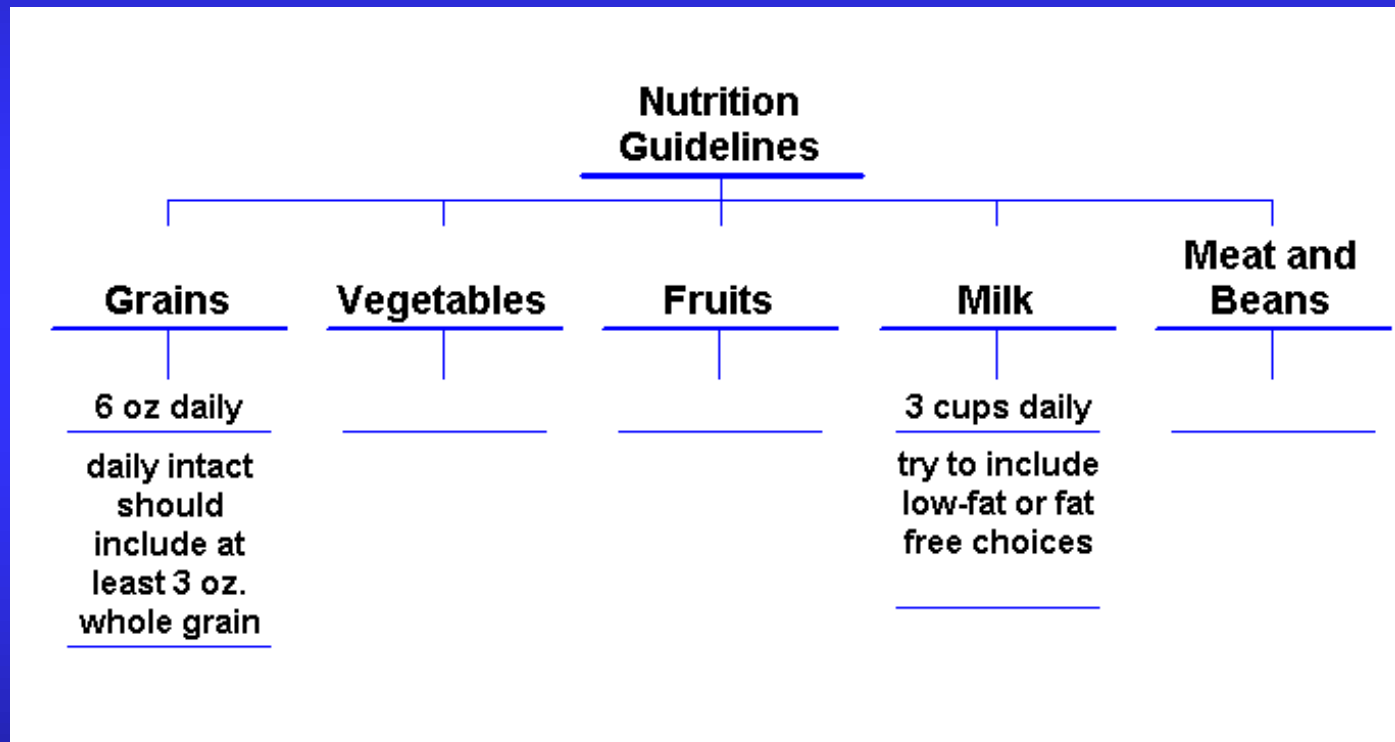 Nutrition
Guidelines
Grains
Vegetables
Fruits
Milk
Meat and
Beans
6 oz daily
daily intact
should
include at
least 3 oz.
whole grain
3 cups daily
try to include
low-fat or fat
free choices